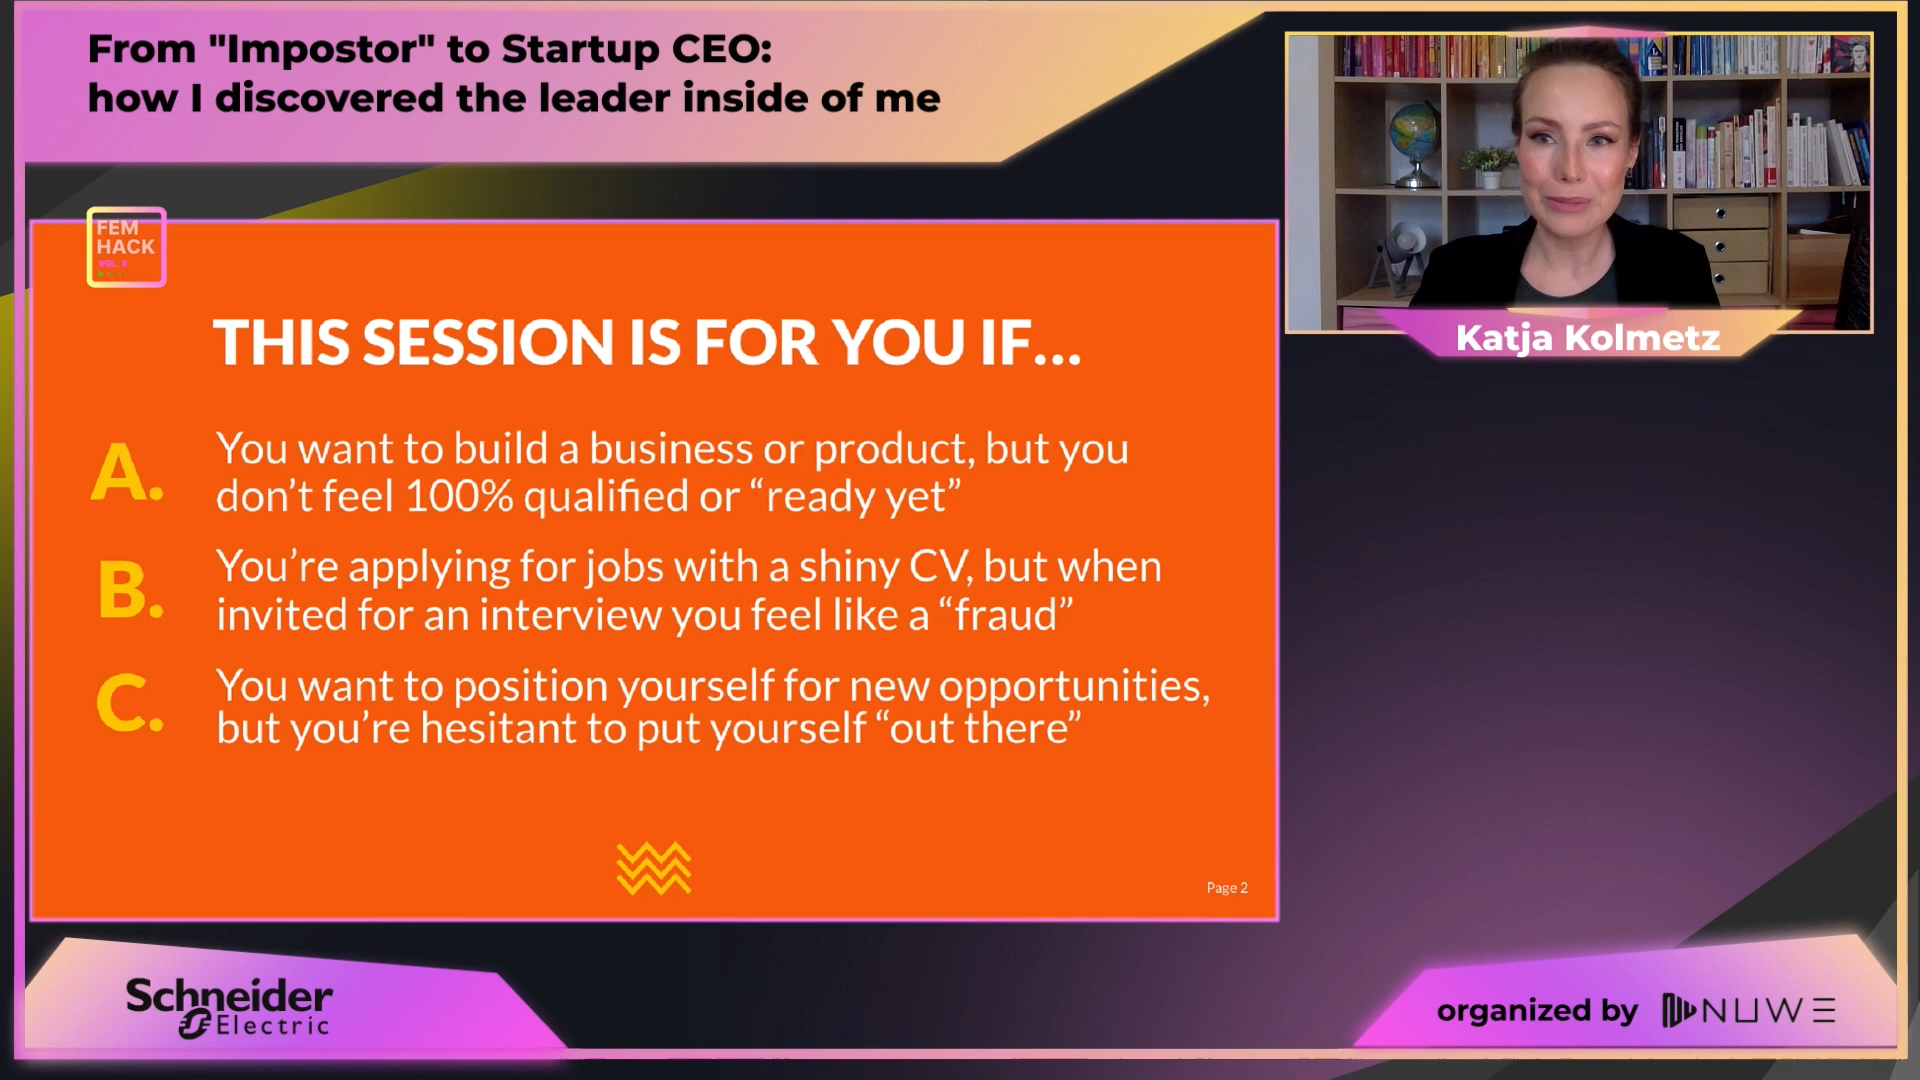 From "Impostor" to Startup CEO:
how I discovered the leader inside of me
FEM
HACK
VOL. II
THIS SESSION IS FOR YOU IF...
A.
You want to build a business or product, but you
don’t feel 100% qualified or “ready yet”
B.
You’re applying for jobs with a shiny CV, but when
invited for an interview you feel like a “fraud”
C.
You want to position yourself for new opportunities,
but you’re hesitant to put yourself “out there”
Page 2
Katja Kolmetz
Schneider
Electric
organized by NUWE